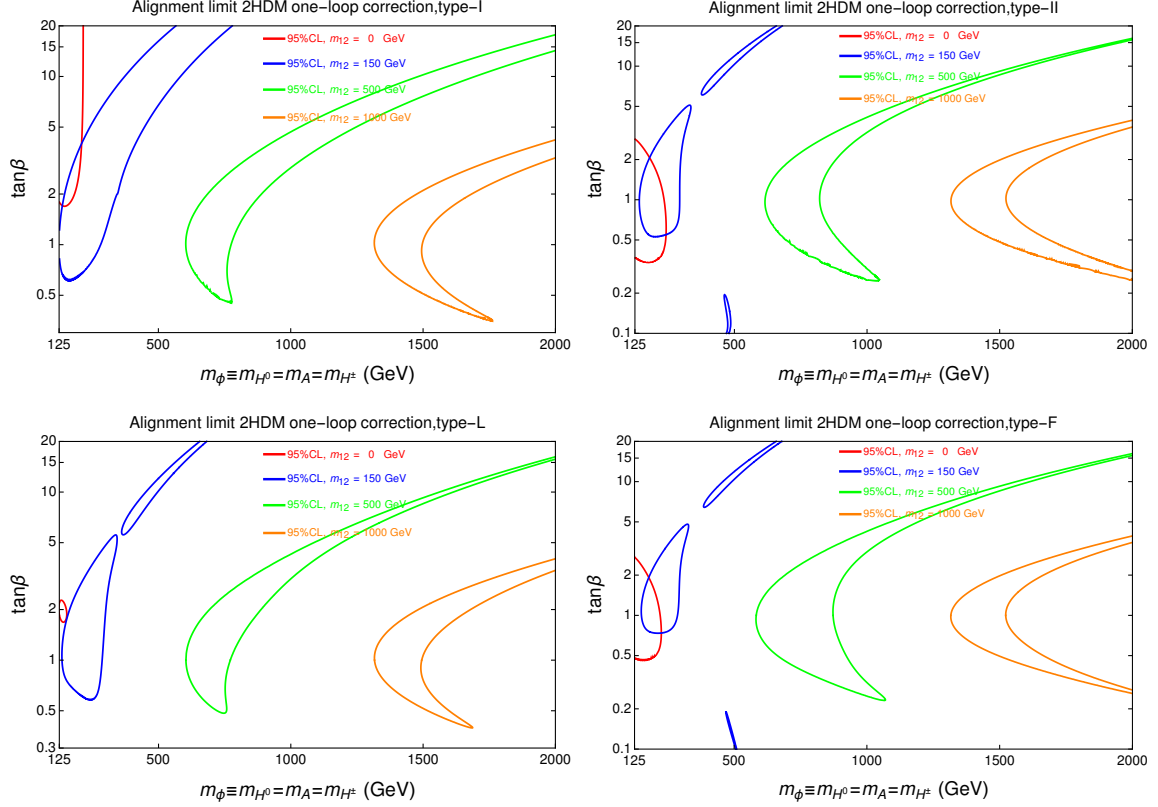 Alignment limit 2HDM one-loop correction,type-I
20
10
5
2
1
0.5
tanβ
95%CL, m12 = 0 GeV
95%CL, m12 = 150 GeV
95%CL, m12 = 500 GeV
95%CL, m12 = 1000 GeV
125 500 1000 1500 2000
mϕ≡mH0=mA=mH± (GeV)
Alignment limit 2HDM one-loop correction,type-II
20
15
10
5
2
1
0.5
0.2
0.1
tanβ
95%CL, m12 = 0 GeV
95%CL, m12 = 150 GeV
95%CL, m12 = 500 GeV
95%CL, m12 = 1000 GeV
125 500 1000 1500 2000
mϕ≡mH0=mA=mH± (GeV)
Alignment limit 2HDM one-loop correction,type-L
20
15
10
5
2
1
0.5
0.3
tanβ
95%CL, m12 = 0 GeV
95%CL, m12 = 150 GeV
95%CL, m12 = 500 GeV
95%CL, m12 = 1000 GeV
125 500 1000 1500 2000
mϕ≡mH0=mA=mH± (GeV)
Alignment limit 2HDM one-loop correction,type-F
20
15
10
5
2
1
0.5
0.2
0.1
tanβ
95%CL, m12 = 0 GeV
95%CL, m12 = 150 GeV
95%CL, m12 = 500 GeV
95%CL, m12 = 1000 GeV
125 500 1000 1500 2000
mϕ≡mH0=mA=mH± (GeV)